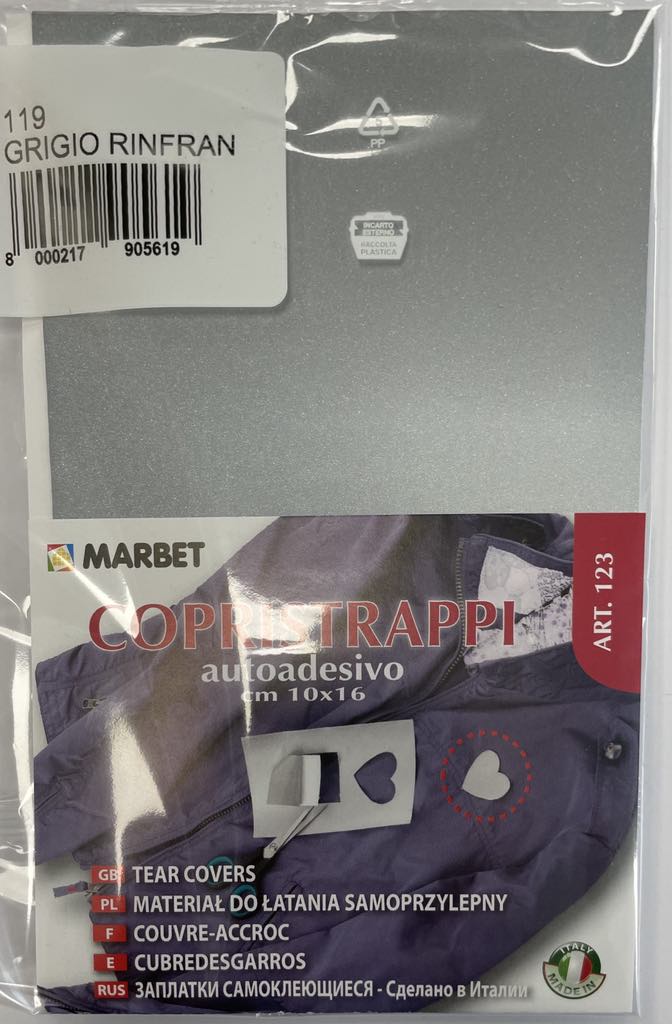 119
GRIGIO RINFRAN
8 000217 905619
5
PP
INCARTO
ESTERNO
RACCOLTA
PLASTICA
MARBET
ART. 123
COPRISTRAPPI
autoadesivo
cm 10x16
GB TEAR COVERS
PL MATERIAŁ DO ŁATANIA SAMOPRZYLEPNY
F COUVRE-ACCROC
E CUBREDESGARROS
RUS ЗАПЛАТКИ САМОКЛЕЮЩИЕСЯ - Сделано в Италии
ITALY
MADE IN